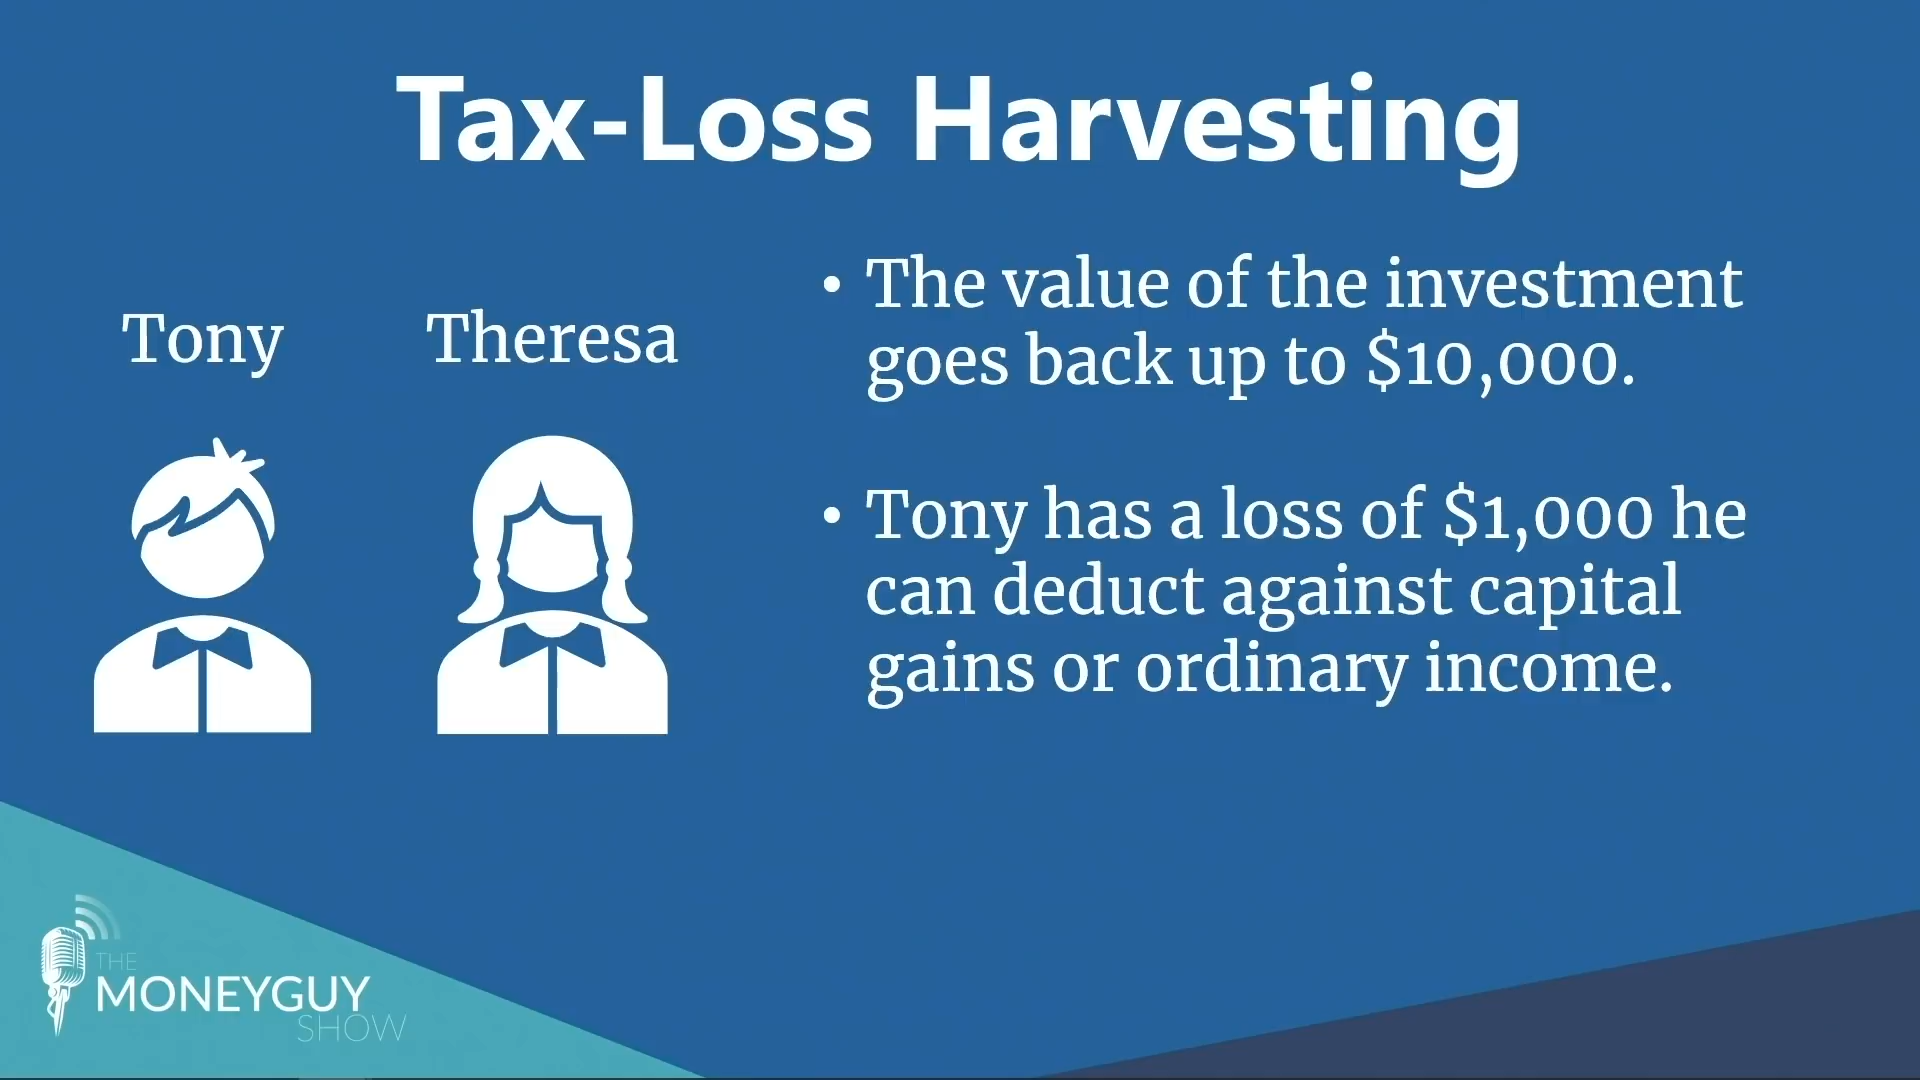 Tax-Loss Harvesting
Tony
Theresa
• The value of the investment
goes back up to $10,000.
• Tony has a loss of $1,000 he
can deduct against capital
gains or ordinary income.
THE
MONEYGUY
SHOW